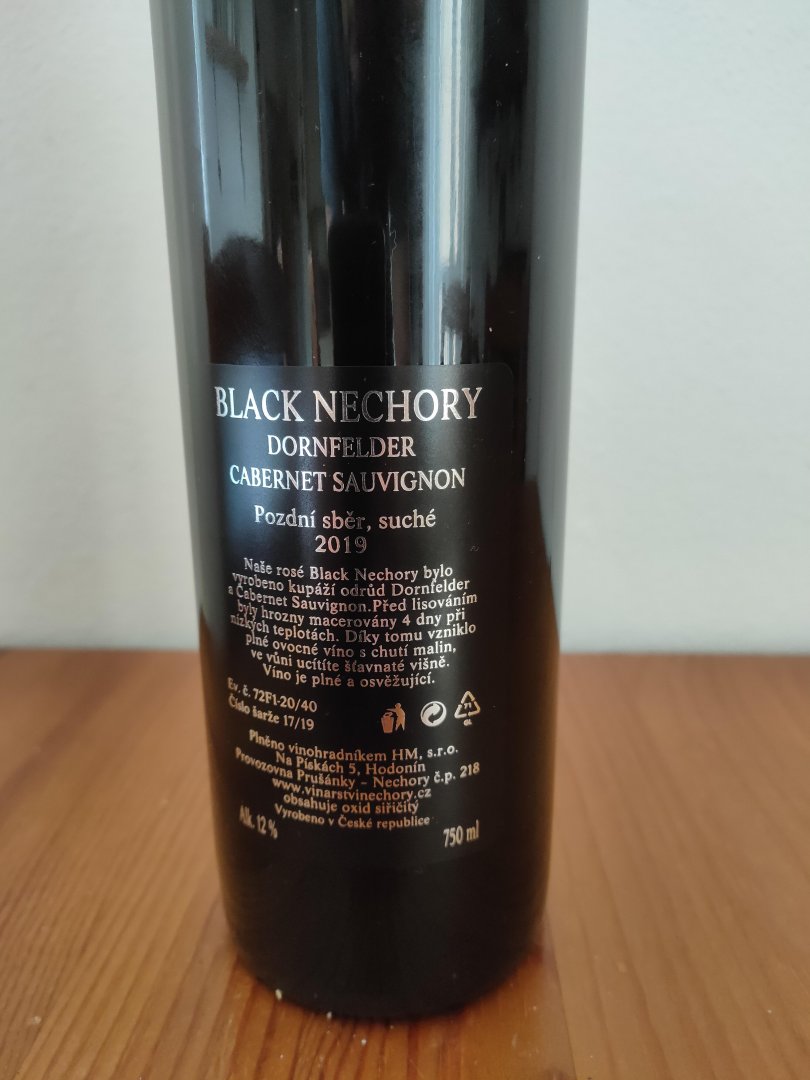 BLACK NECHORY
DORNFELDER
CABERNET SAUVIGNON
Pozdní sběr, suché
2019
Naše rosé Black Nechory bylo
vyrobeno kupáží odrůd Dornfelder
a Cabernet Sauvignon.Před lisováním
byly hrozny macerovány 4 dny při
nízkých teplotách. Díky tomu vzniklo
plné ovocné víno s chutí malin,
ve vůni ucítíte šťavnaté višně.
Víno je plné a osvěžující.
Ev. č. 72F1-20/40
Číslo šarže 17/19
71
GL
Plněno vinohradníkem HM, s.r.o.
Na Pískách 5, Hodonín
Provozovna Prušánky - Nechory č.p. 218
www.vinarstvinechory.cz
obsahuje oxid siřičitý
Vyrobeno v České republice
Alk. 12 %
750 ml